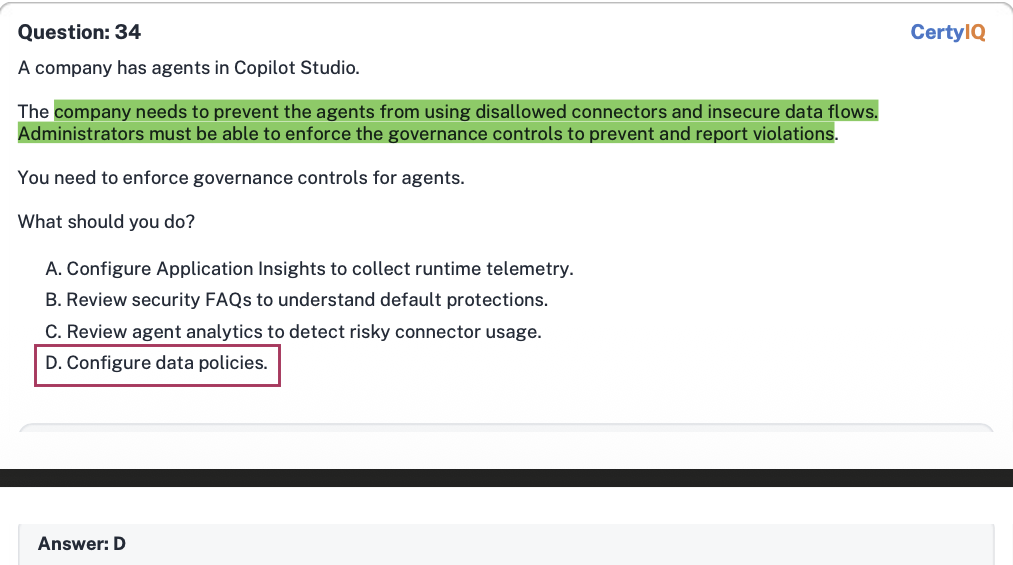 Question: 34
CertyIQ
A company has agents in Copilot Studio.
The company needs to prevent the agents from using disallowed connectors and insecure data flows.
Administrators must be able to enforce the governance controls to prevent and report violations.
You need to enforce governance controls for agents.
What should you do?
A. Configure Application Insights to collect runtime telemetry.
B. Review security FAQs to understand default protections.
C. Review agent analytics to detect risky connector usage.
D. Configure data policies.
Answer: D